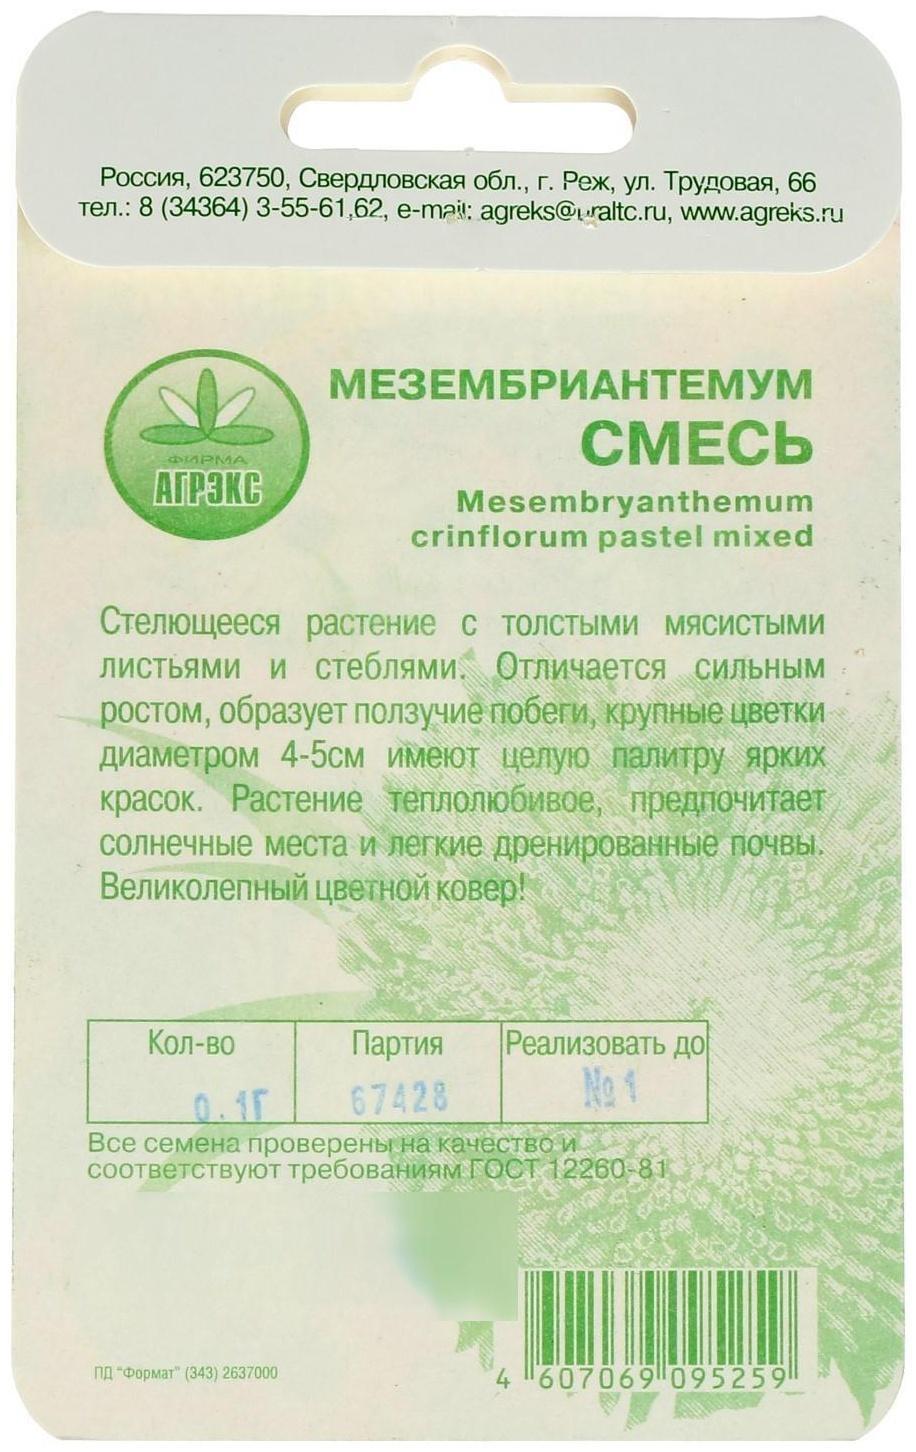 Россия, 623750, Свердловская обл., г. Реж, ул. Трудовая, 66
тел.: 8 (34364) 3-55-61,62, e-mail: agreks@uraltc.ru, www.agreks.ru
ФИРМА
АГРЭКС
МЕЗЕМБРИАНТЕМУМ
СМЕСЬ
Mesembryanthemum
crinflorum pastel mixed
Стелющееся растение с толстыми мясистыми
листьями и стеблями. Отличается сильным
ростом, образует ползучие побеги, крупные цветки
диаметром 4-5см имеют целую палитру ярких
красок. Растение теплолюбивое, предпочитает
солнечные места и легкие дренированные почвы.
Великолепный цветной ковер!
Кол-во Партия Реализовать до
0.1Г 67428 №1
Все семена проверены на качество и
соответствуют требованиям ГОСТ 12260-81
ПД "Формат" (343) 2637000
4 607069 095259